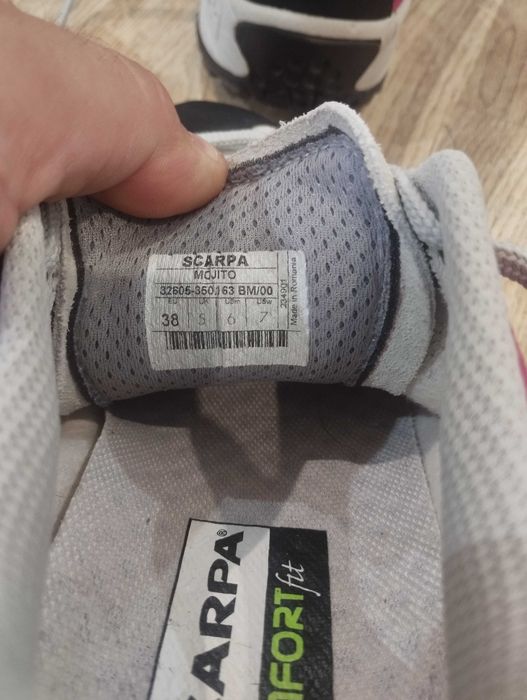 SCARPA
MOJITO
32605-350.163 BM/00
EU UK USm USw
38 5 6 7
234901
Made in Romania
SCARPA®
fit